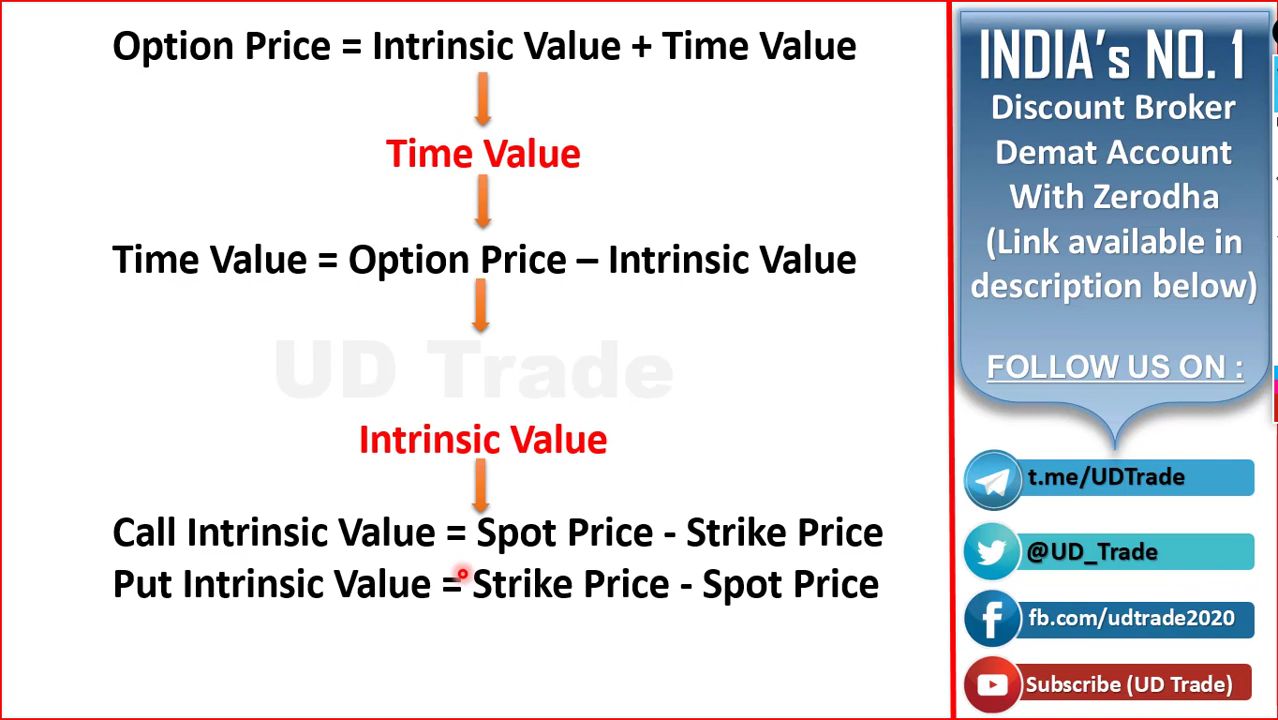 Option Price = Intrinsic Value + Time Value
Time Value
Time Value = Option Price – Intrinsic Value
UD Trade
Intrinsic Value
Call Intrinsic Value = Spot Price - Strike Price
Put Intrinsic Value = Strike Price - Spot Price
INDIA's NO. 1
Discount Broker
Demat Account
With Zerodha
(Link available in
description below)
FOLLOW US ON :
t.me/UDTrade
@UD_Trade
fb.com/udtrade2020
Subscribe (UD Trade)